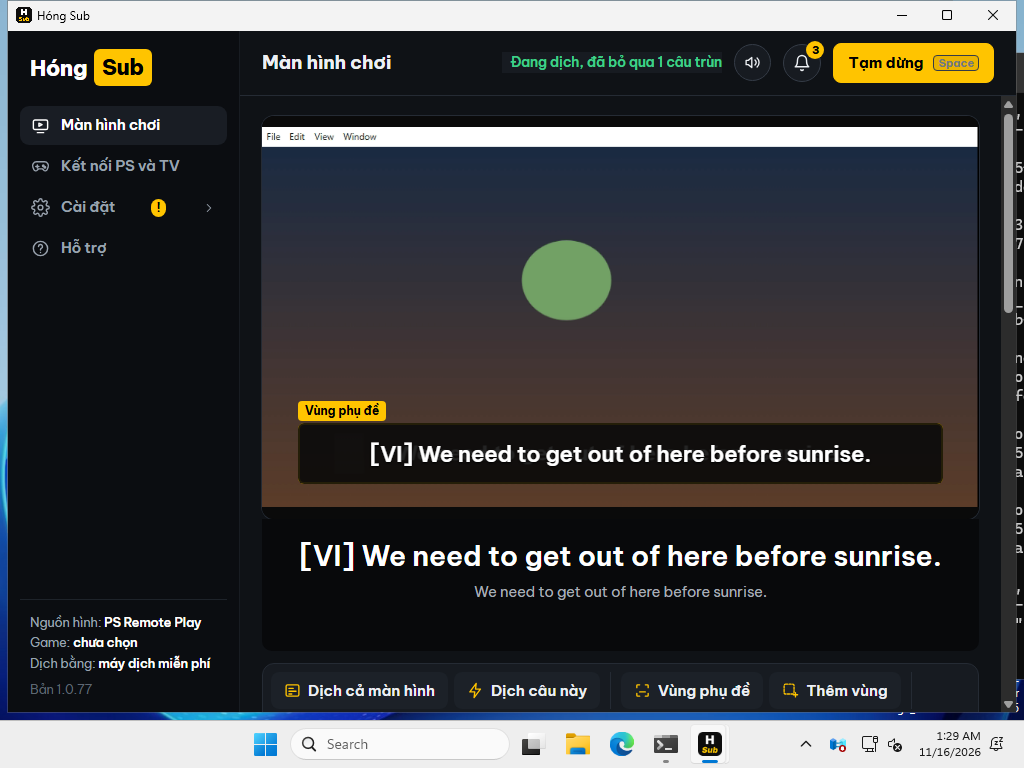 Hóng Sub
Hóng Sub
Màn hình chơi
Kết nối PS và TV
Cài đặt
!
Hỗ trợ
Nguồn hình: PS Remote Play
Game: chưa chọn
Dịch bằng: máy dịch miễn phí
Bản 1.0.77
Màn hình chơi
Đang dịch, đã bỏ qua 1 câu trùn
3
Tạm dừng Space
File Edit View Window
Vùng phụ đề
[VI] We need to get out of here before sunrise.
[VI] We need to get out of here before sunrise.
We need to get out of here before sunrise.
Dịch cả màn hình
Dịch câu này
Vùng phụ đề
Thêm vùng
Search
H Sub
1:29 AM
11/16/2026